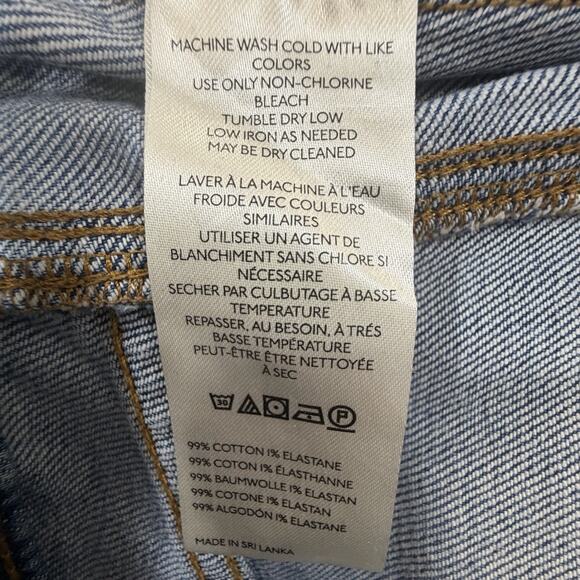 MACHINE WASH COLD WITH LIKE
COLORS
USE ONLY NON-CHLORINE
BLEACH
TUMBLE DRY LOW
LOW IRON AS NEEDED
MAY BE DRY CLEANED
LAVER À LA MACHINE À L'EAU
FROIDE AVEC COULEURS
SIMILAIRES
UTILISER UN AGENT DE
BLANCHIMENT SANS CHLORE SI
NÉCESSAIRE
SECHER PAR CULBUTAGE À BASSE
TEMPERATURE
REPASSER, AU BESOIN, À TRÉS
BASSE TEMPÉRATURE
PEUT-ÊTRE ÊTRE NETTOYÉE
À SEC
30 P
99% COTTON 1% ELASTANE
99% COTON 1% ÉLASTHANNE
99% BAUMWOLLE 1% ELASTAN
99% COTONE 1% ELASTAN
99% ALGODÓN 1% ELASTANE
MADE IN SRI LANKA